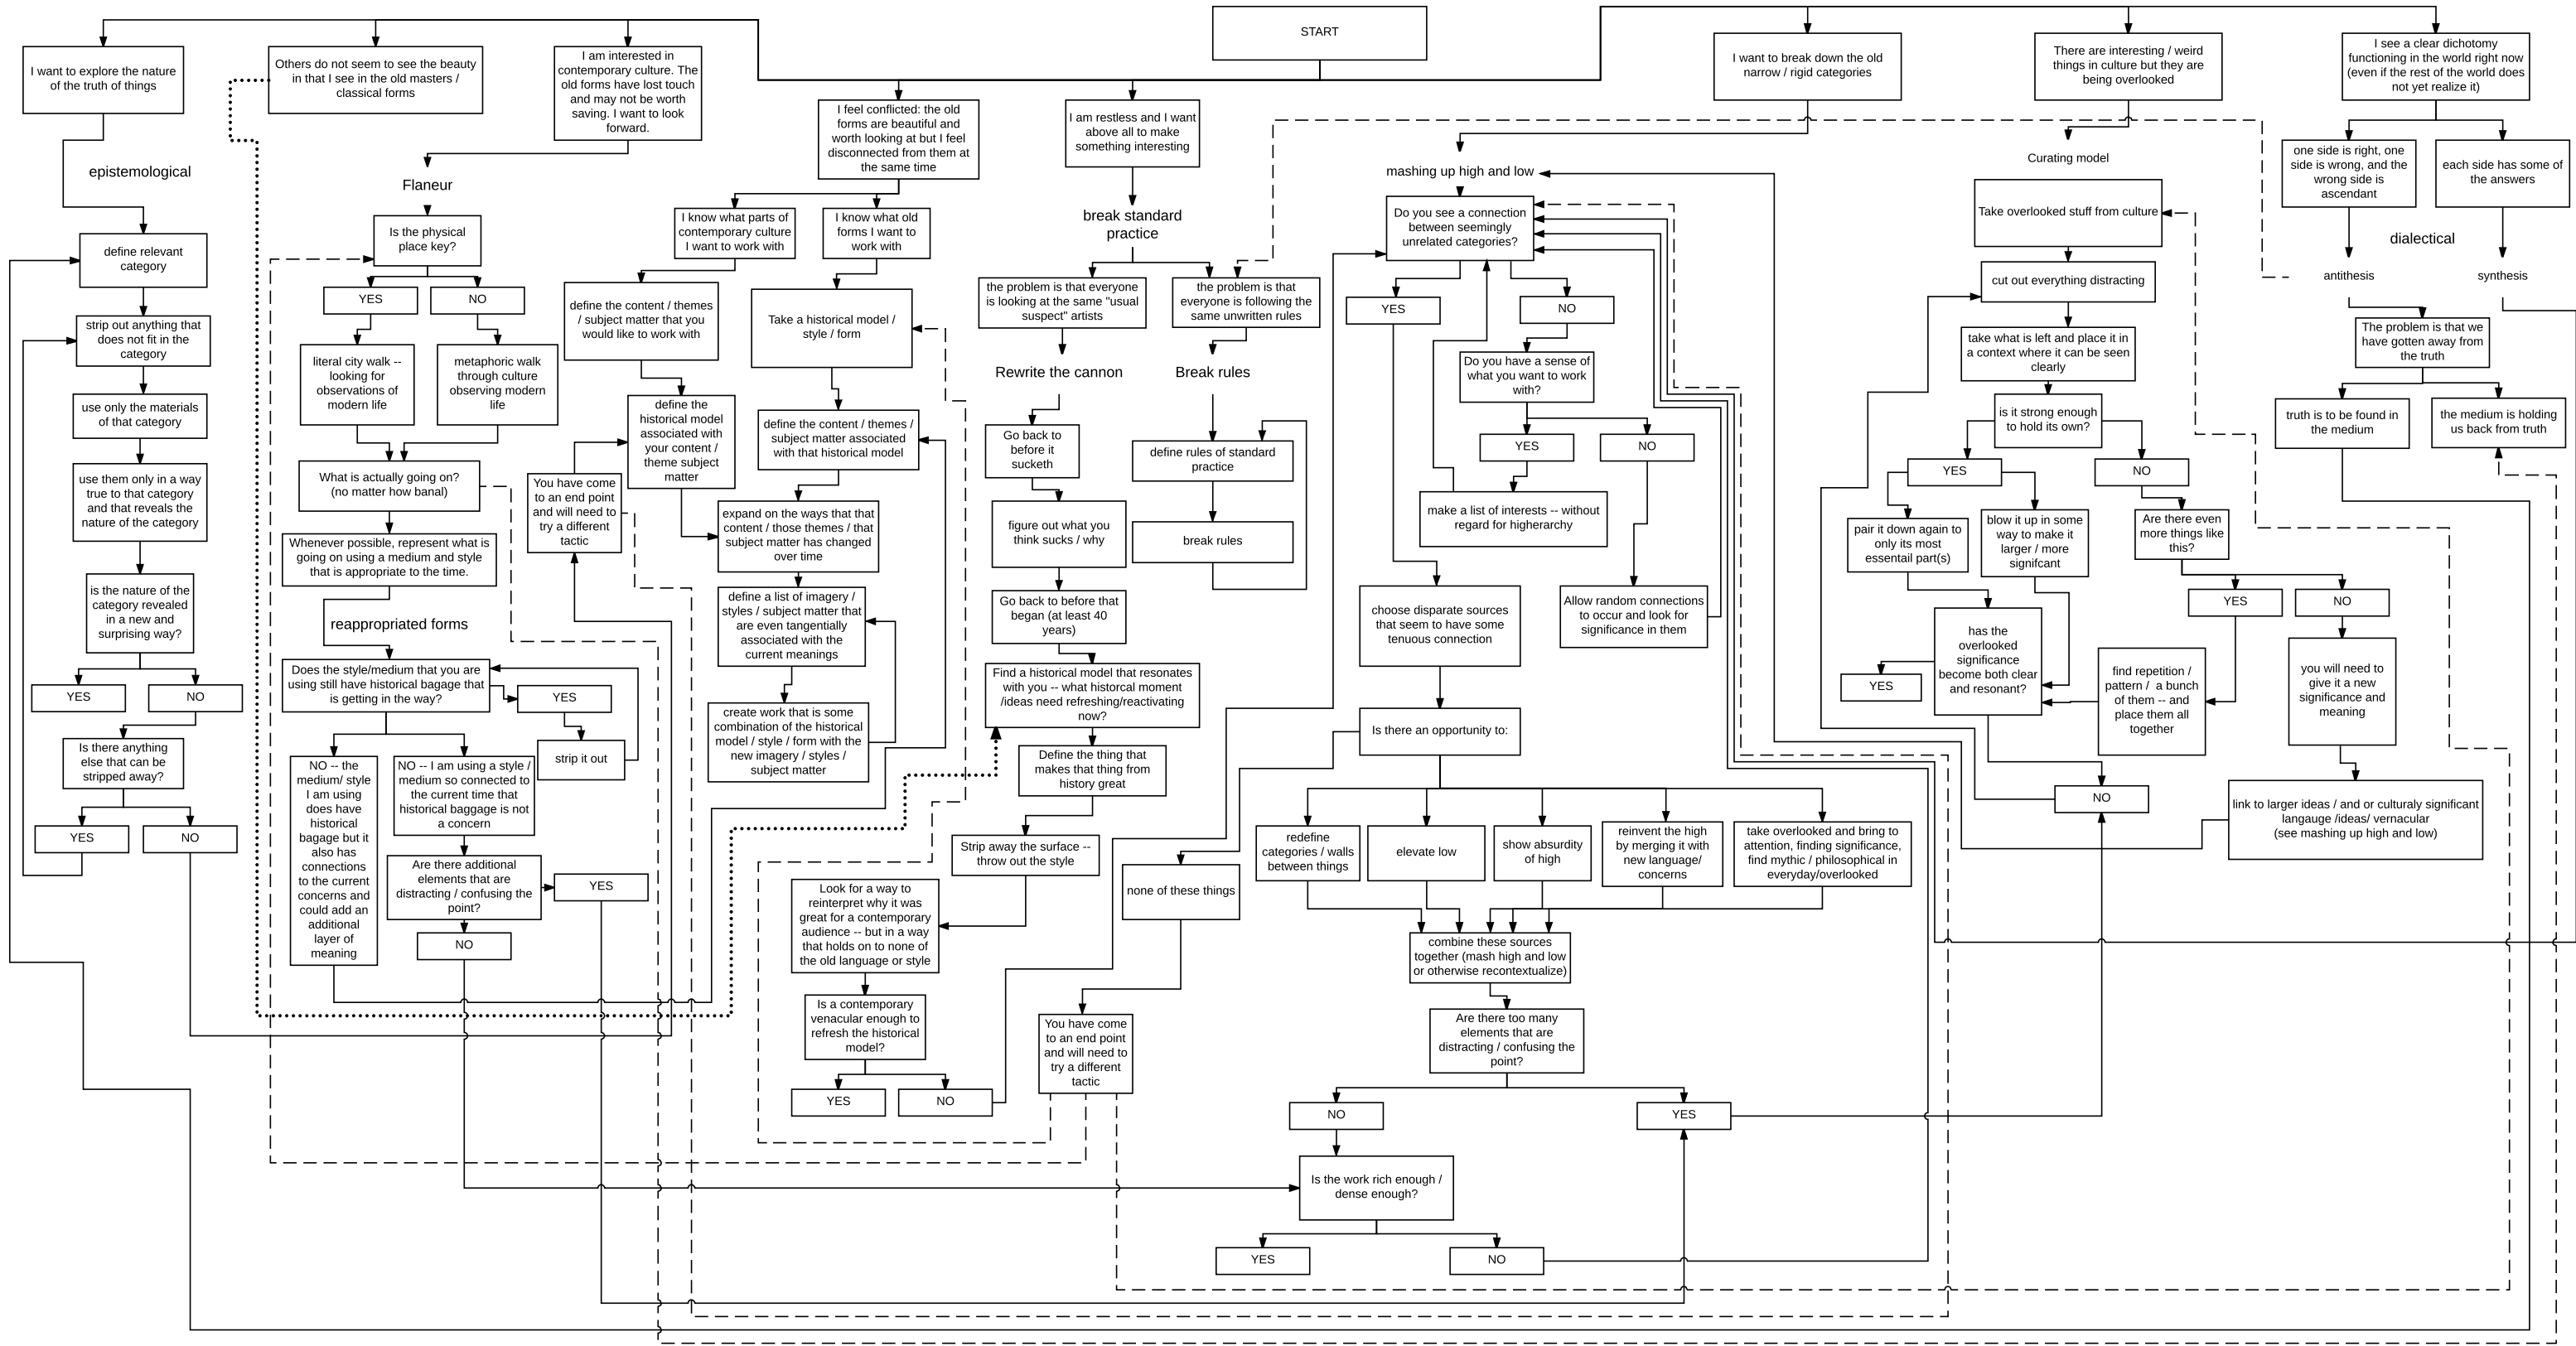 START
I want to explore the nature
of the truth of things
Others do not seem to see the beauty
in that I see in the old masters /
classical forms
I am interested in
contemporary culture. The
old forms have lost touch
and may not be worth
saving. I want to look
forward.
I feel conflicted: the old
forms are beautiful and
worth looking at but I feel
disconnected from them at
the same time
I am restless and I want
above all to make
something interesting
I want to break down the old
narrow / rigid categories
There are interesting / weird
things in culture but they are
being overlooked
I see a clear dichotomy
functioning in the world right now
(even if the rest of the world does
not yet realize it)
epistemological
define relevant
category
strip out anything that
does not fit in the
category
use only the materials
of that category
use them only in a way
true to that category
and that reveals the
nature of the category
is the nature of the
category revealed
in a new and
surprising way?
YES
NO
Is there anything
else that can be
stripped away?
YES
NO
Flaneur
Is the physical
place key?
YES
NO
literal city walk --
looking for
observations of
modern life
metaphoric walk
through culture
observing modern
life
What is actually going on?
(no matter how banal)
Whenever possible, represent what is
going on using a medium and style
that is appropriate to the time.
reappropriated forms
Does the style/medium that you are
using still have historical bagage that
is getting in the way?
YES
strip it out
NO -- the
medium/ style
I am using
does have
historical
bagage but it
also has
connections
to the current
concerns and
could add an
additional
layer of
meaning
NO -- I am using a style /
medium so connected to
the current time that
historical baggage is not
a concern
Are there additional
elements that are
distracting / confusing the
point?
YES
NO
You have come
to an end point
and will need to
try a different
tactic
I know what parts of
contemporary culture
I want to work with
I know what old
forms I want to
work with
define the content / themes
/ subject matter that you
would like to work with
Take a historical model /
style / form
define the
historical model
associated with
your content /
theme subject
matter
define the content / themes /
subject matter associated
with that historical model
expand on the ways that that
content / those themes / that
subject matter has changed
over time
define a list of imagery /
styles / subject matter that
are even tangentially
associated with the
current meanings
create work that is some
combination of the historical
model / style / form with the
new imagery / styles /
subject matter
break standard
practice
the problem is that everyone
is looking at the same "usual
suspect" artists
the problem is that
everyone is following the
same unwritten rules
Rewrite the cannon
Break rules
Go back to
before it
sucketh
figure out what you
think sucks / why
Go back to before that
began (at least 40
years)
Find a historical model that resonates
with you -- what historcal moment
/ideas need refreshing/reactivating
now?
Define the thing that
makes that thing from
history great
Strip away the surface --
throw out the style
Look for a way to
reinterpret why it was
great for a contemporary
audience -- but in a way
that holds on to none of
the old language or style
Is a contemporary
venacular enough to
refresh the historical
model?
YES
NO
define rules of standard
practice
break rules
none of these things
You have come
to an end point
and will need to
try a different
tactic
mashing up high and low
Do you see a connection
between seemingly
unrelated categories?
YES
NO
Do you have a sense of
what you want to work
with?
YES
NO
make a list of interests -- without
regard for higherarchy
Allow random connections
to occur and look for
significance in them
choose disparate sources
that seem to have some
tenuous connection
Is there an opportunity to:
redefine
categories / walls
between things
elevate low
show absurdity
of high
reinvent the high
by merging it with
new language/
concerns
take overlooked and bring to
attention, finding significance,
find mythic / philosophical in
everyday/overlooked
combine these sources
together (mash high and low
or otherwise recontextualize)
Are there too many
elements that are
distracting / confusing the
point?
NO
YES
Is the work rich enough /
dense enough?
YES
NO
Curating model
Take overlooked stuff from culture
cut out everything distracting
take what is left and place it in
a context where it can be seen
clearly
is it strong enough
to hold its own?
YES
NO
pair it down again to
only its most
essentail part(s)
blow it up in some
way to make it
larger / more
signifcant
Are there even
more things like
this?
YES
NO
has the
overlooked
significance
become both clear
and resonant?
YES
find repetition /
pattern /  a bunch
of them -- and
place them all
together
you will need to
give it a new
significance and
meaning
NO
link to larger ideas / and or culturaly significant
langauge /ideas/ vernacular
(see mashing up high and low)
one side is right, one
side is wrong, and the
wrong side is
ascendant
each side has some of
the answers
dialectical
antithesis
synthesis
The problem is that we
have gotten away from
the truth
truth is to be found in
the medium
the medium is holding
us back from truth